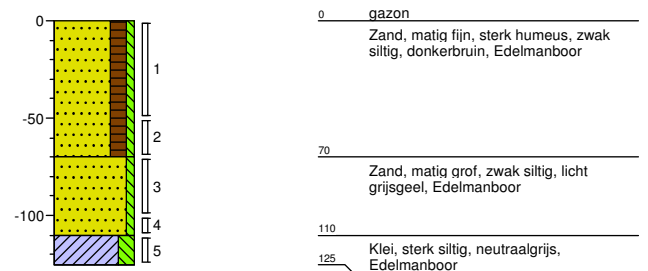 0
-50
-100
1
2
3
4
5
0 gazon
Zand, matig fijn, sterk humeus, zwak
siltig, donkerbruin, Edelmanboor
70
Zand, matig grof, zwak siltig, licht
grijsgeel, Edelmanboor
110
Klei, sterk siltig, neutraalgrijs,
Edelmanboor
125